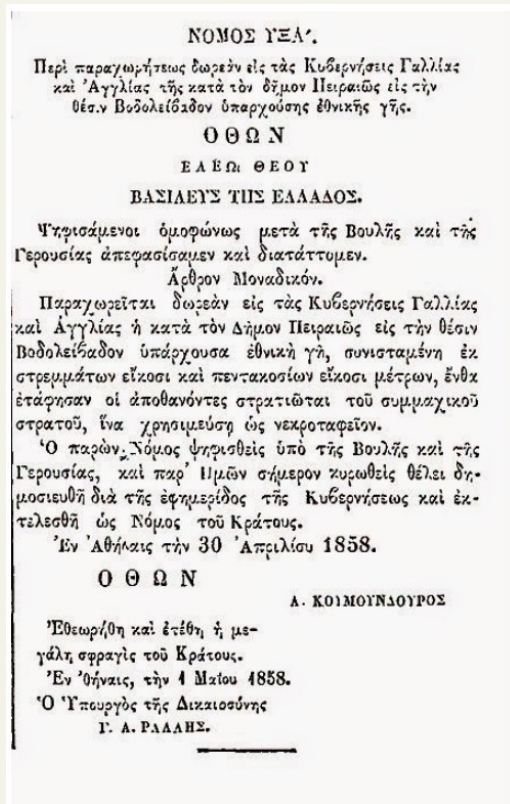 ΝΟΜΟΣ ΥΞΑ´.
Περὶ παραχωρήσεως δωρεὰν εἰς τὰς Κυβερνήσεις Γαλλίας
καὶ Ἀγγλίας τῆς κατὰ τὸν δῆμον Πειραιῶς εἰς τὴν
θέσιν Βοδολείβαδον ὑπαρχούσης ἐθνικῆς γῆς.
ΟΘΩΝ
ΕΛΕΩι ΘΕΟΥ
ΒΑΣΙΛΕΥΣ ΤΗΣ ΕΛΛΑΔΟΣ.
Ψηφισάμενοι ὁμοφώνως μετὰ τῆς Βουλῆς καὶ τῆς
Γερουσίας ἀπεφασίσαμεν καὶ διατάττομεν.
Ἄρθρον Μοναδικόν.
Παραχωρεῖται δωρεὰν εἰς τὰς Κυβερνήσεις Γαλλίας
καὶ Ἀγγλίας ἡ κατὰ τὸν Δῆμον Πειραιῶς εἰς τὴν θέσιν
Βοδολείβαδον ὑπάρχουσα ἐθνικὴ γῆ, συνισταμένη ἐκ
στρεμμάτων εἴκοσι καὶ πεντακοσίων εἴκοσι μέτρων, ἔνθα
ἐτάφησαν οἱ ἀποθανόντες στρατιῶται τοῦ συμμαχικοῦ
στρατοῦ, ἵνα χρησιμεύσῃ ὡς νεκροταφεῖον.
Ὁ παρὼν Νόμος ψηφισθεὶς ὑπὸ τῆς Βουλῆς καὶ τῆς
Γερουσίας, καὶ παρ' Ἡμῶν σήμερον κυρωθεὶς θέλει δη-
μοσιευθῆ διὰ τῆς ἐφημερίδος τῆς Κυβερνήσεως καὶ ἐκ-
τελεσθῆ ὡς Νόμος τοῦ Κράτους.
Ἐν Ἀθήναις τὴν 30 Ἀπριλίου 1858.
ΟΘΩΝ
Α. ΚΟΥΜΟΥΝΔΟΥΡΟΣ
Ἐθεωρήθη καὶ ἐτέθη ἡ με-
γάλη σφραγὶς τοῦ Κράτους.
Ἐν Ἀθήναις, τὴν 1 Μαΐου 1858.
Ὁ Ὑπουργὸς τῆς Δικαιοσύνης
Γ. Α. ΡΑΛΛΗΣ.